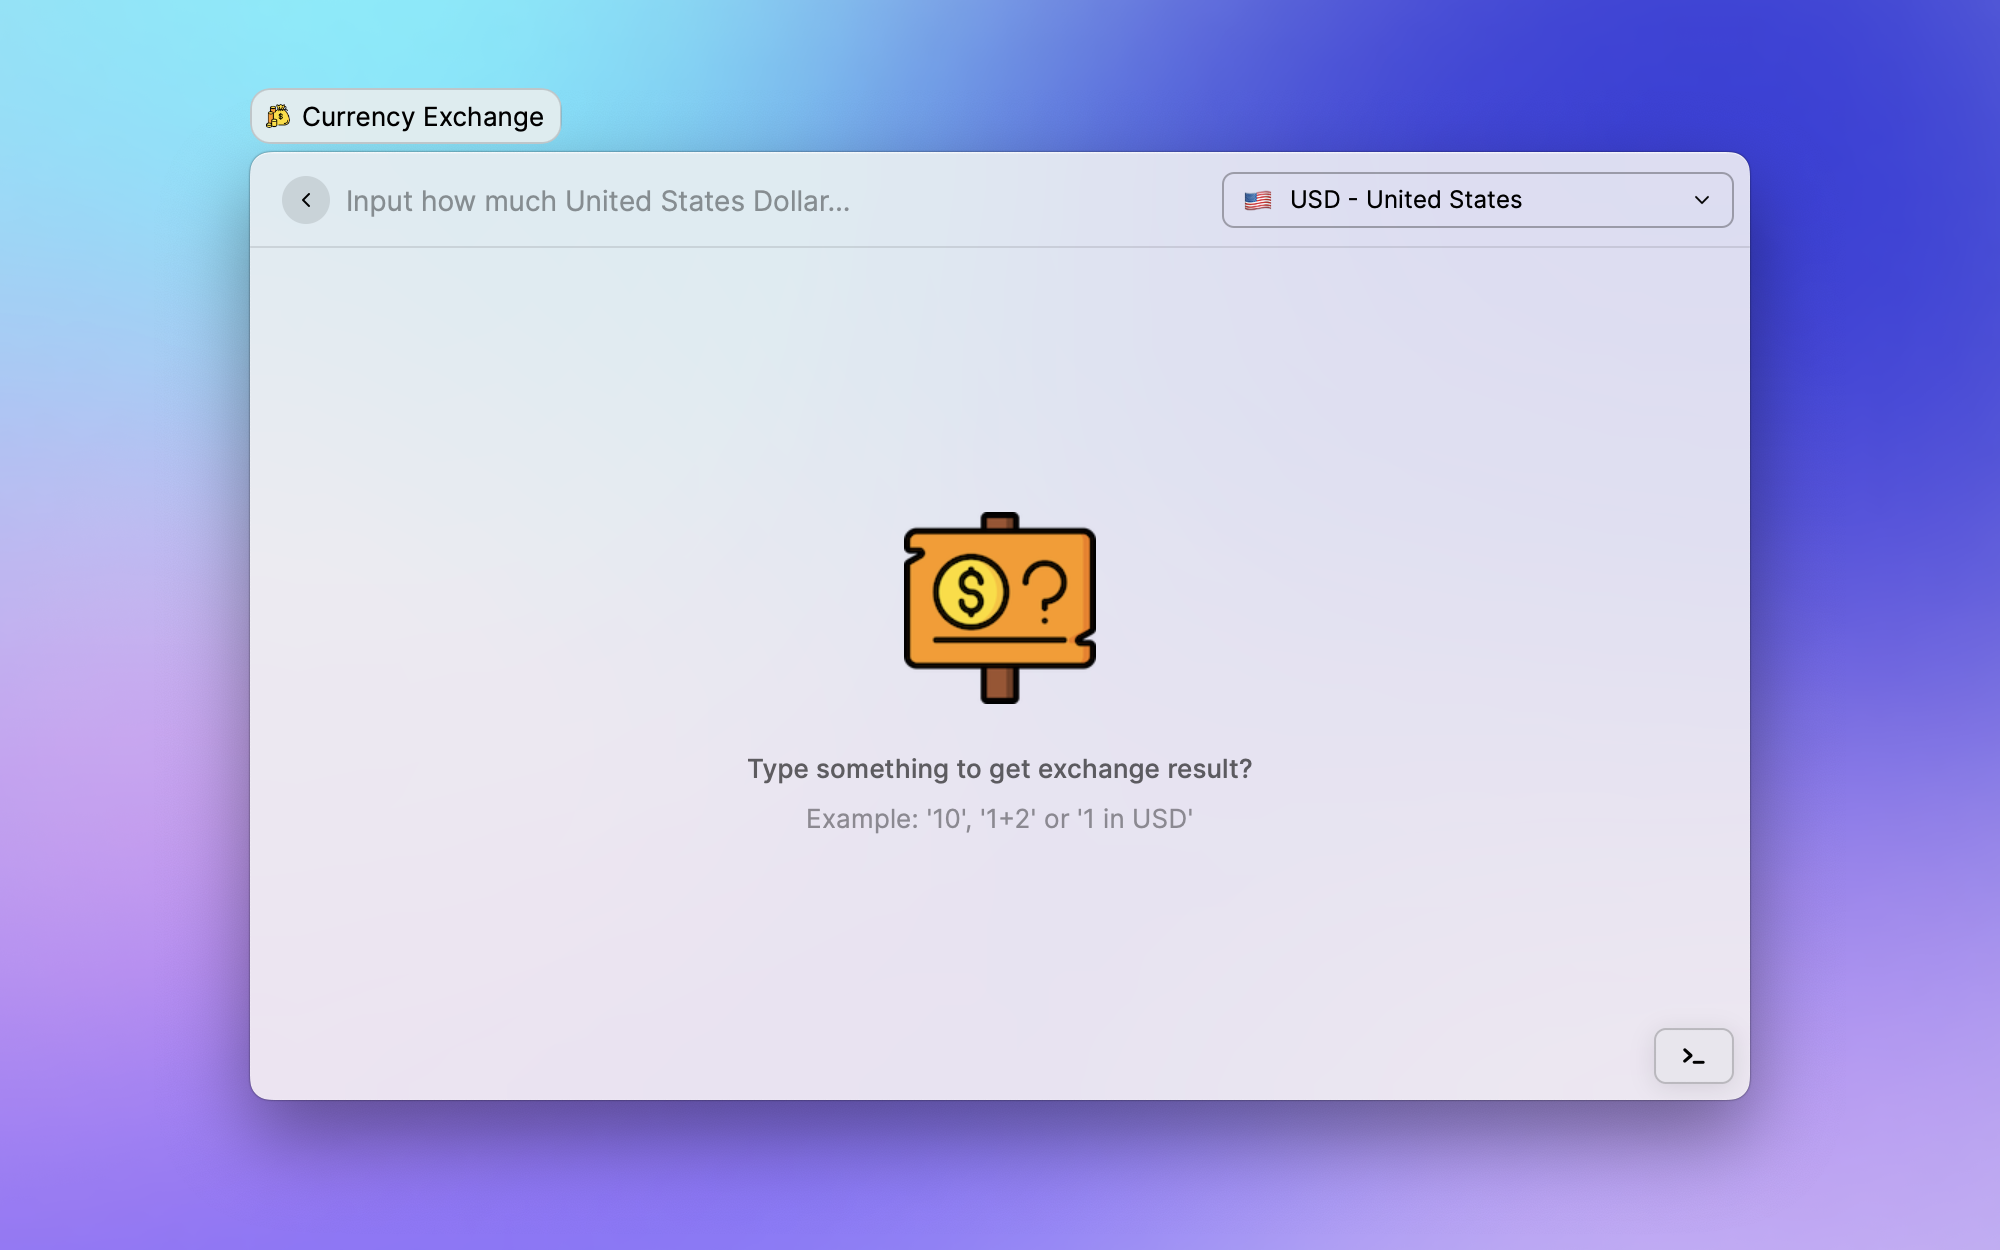 Currency Exchange
Input how much United States Dollar...
USD - United States
$?
Type something to get exchange result?
Example: '10', '1+2' or '1 in USD'
>_